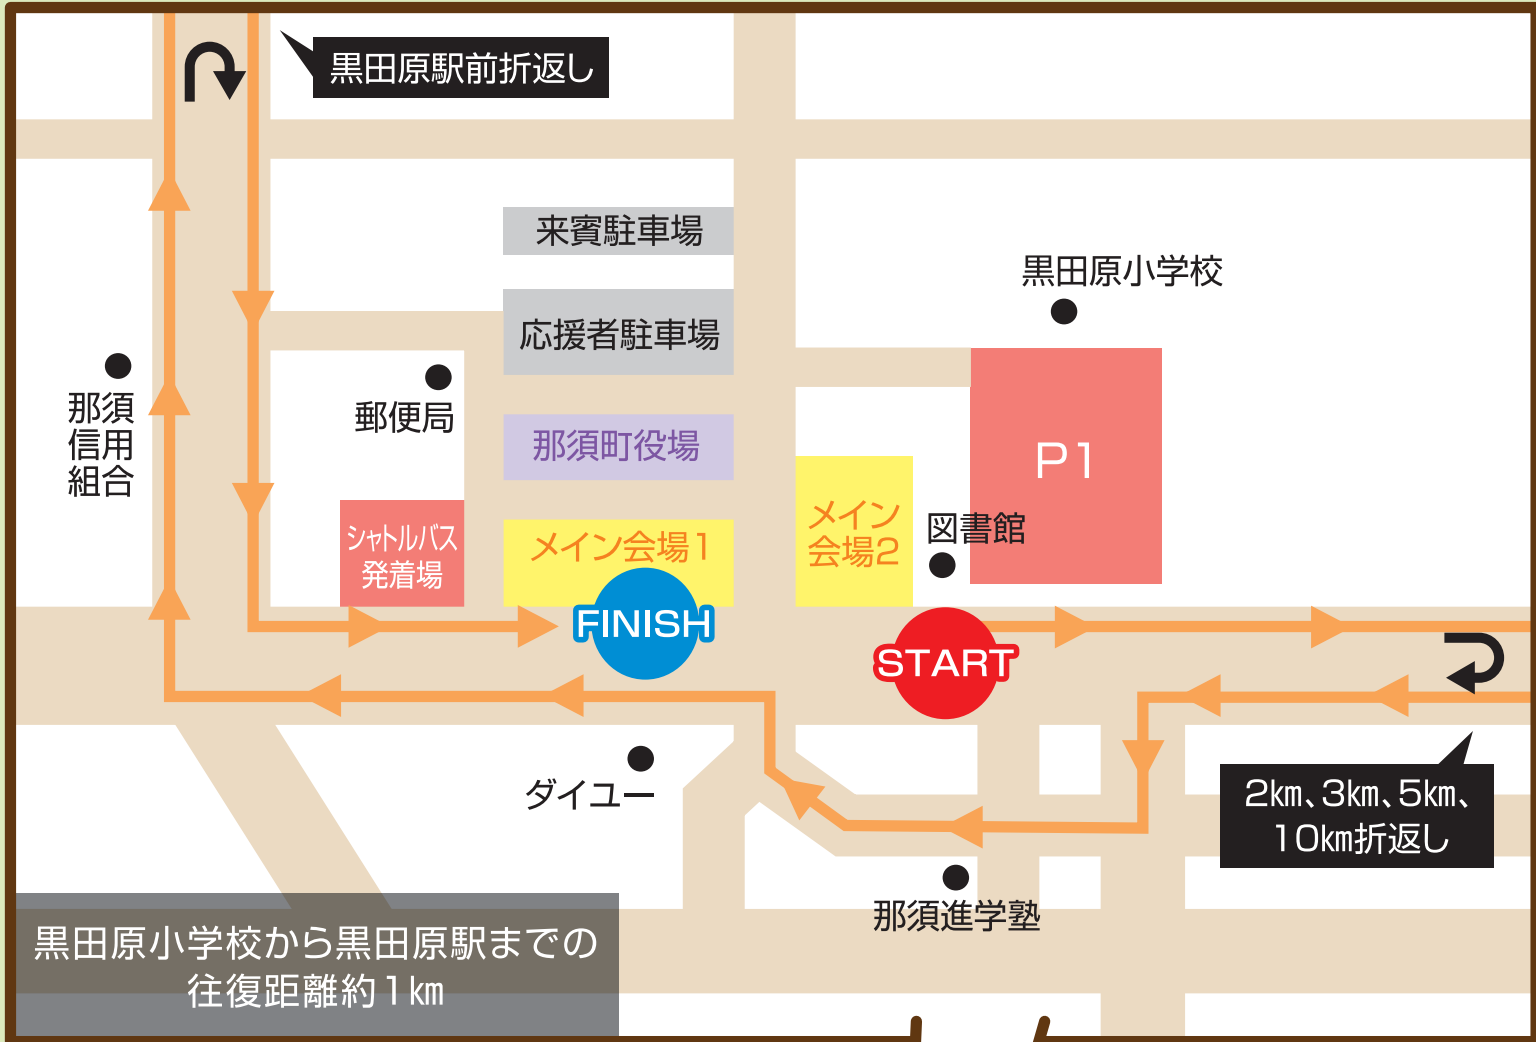 黒田原駅前折返し
来賓駐車場
黒田原小学校
応援者駐車場
那須
信用
組合
郵便局
那須町役場
P1
シャトルバス
発着場
メイン会場1
メイン
会場2
図書館
FINISH
START
ダイユー
2km、3km、5km、
10km折返し
那須進学塾
黒田原小学校から黒田原駅までの
往復距離約1km